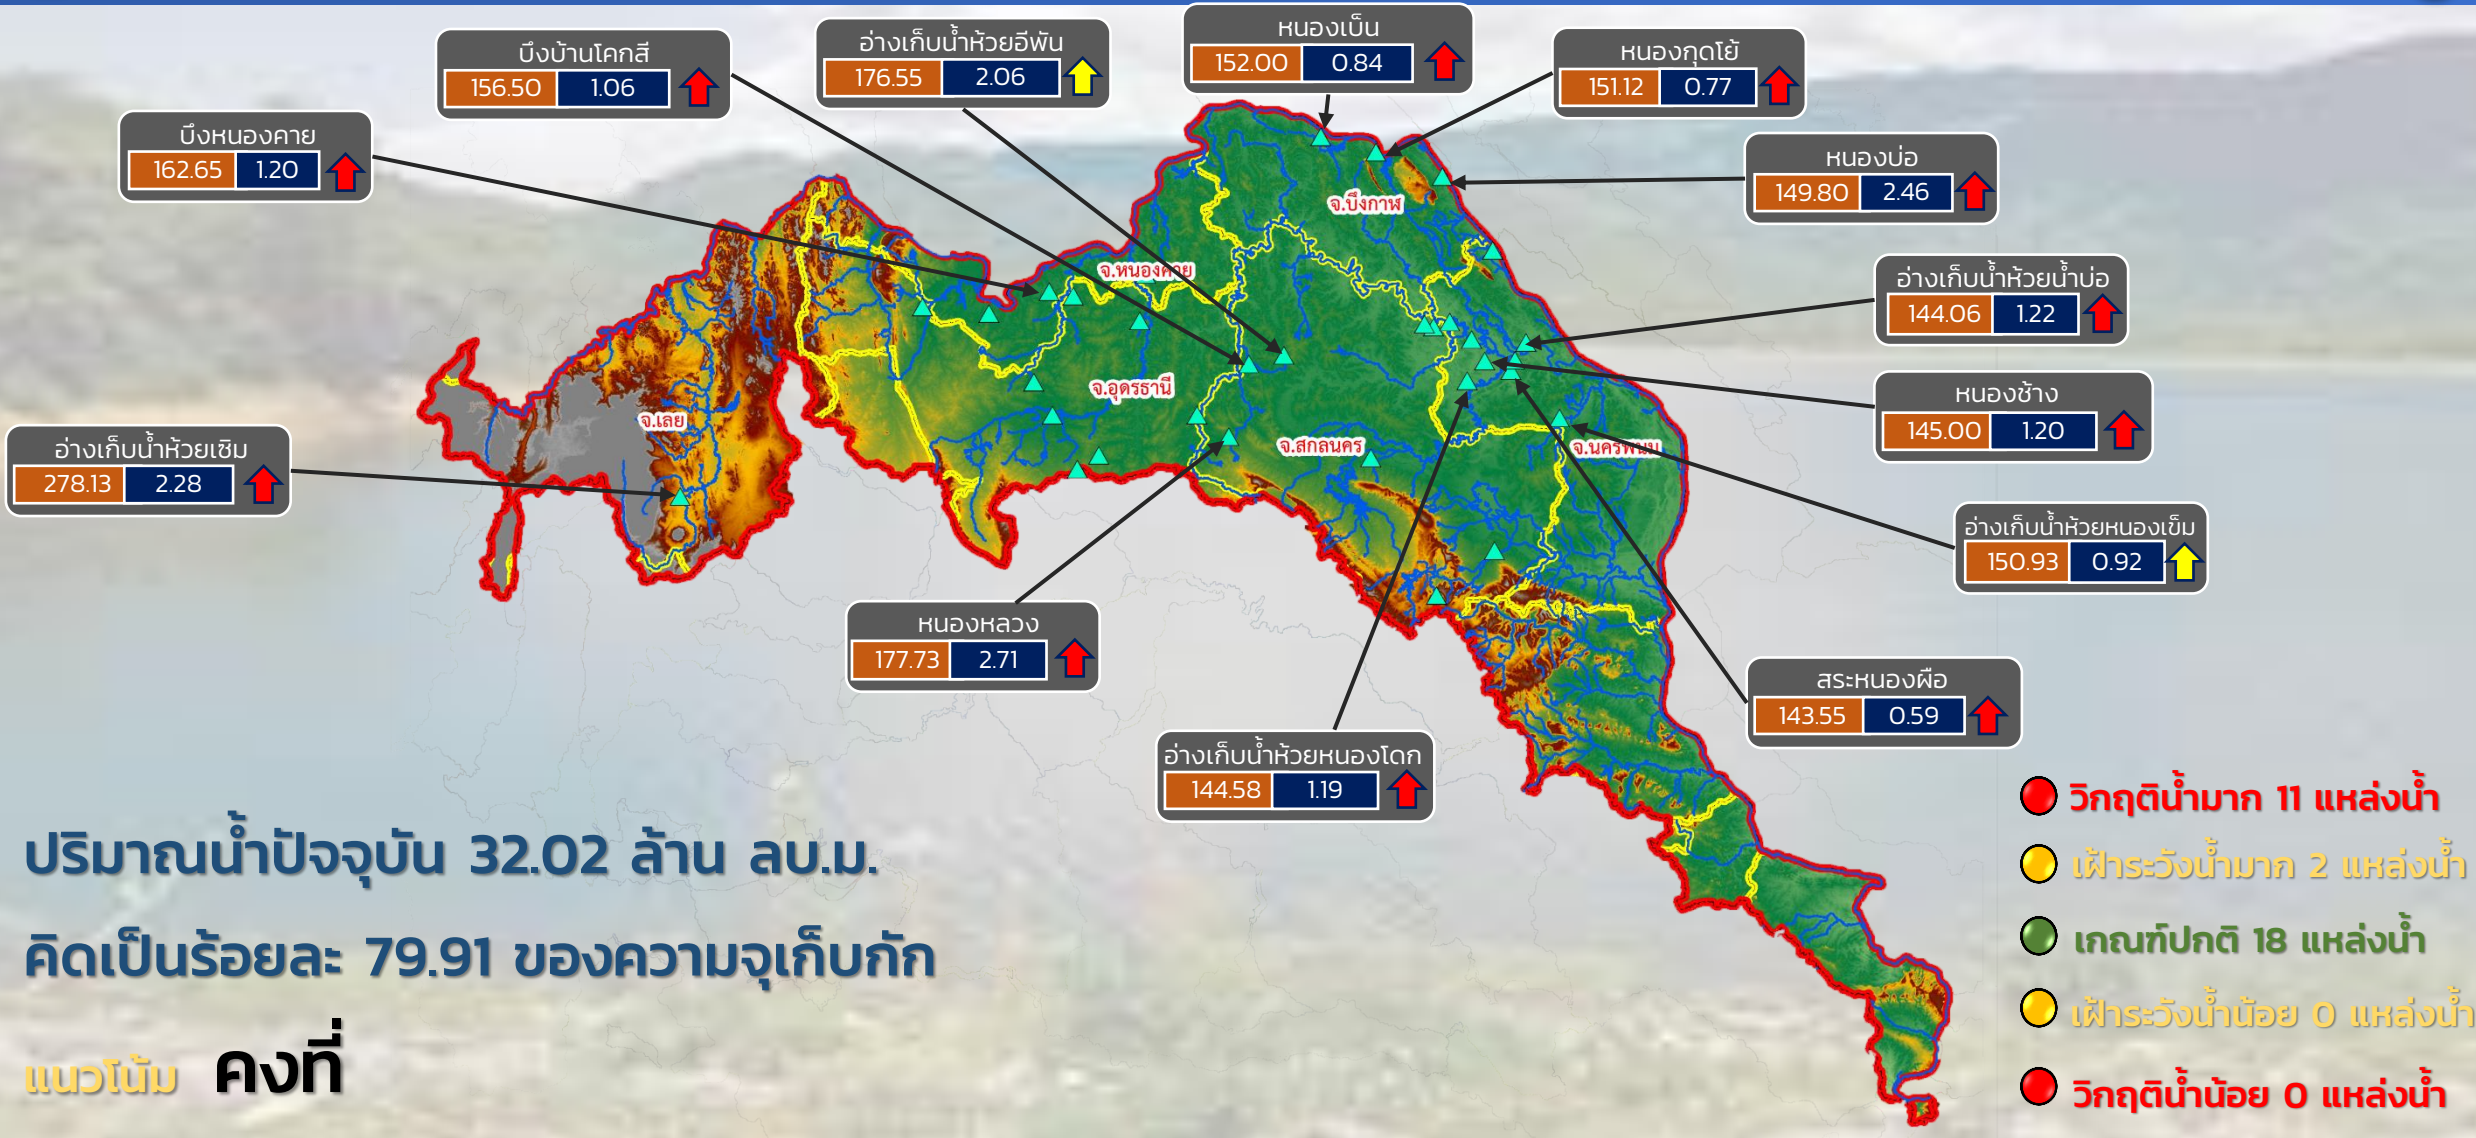 หนองเบ็น
152.00 0.84
อ่างเก็บน้ำห้วยอีพัน
176.55 2.06
บึงบ้านโคกสี
156.50 1.06
หนองกุดโย้
151.12 0.77
บึงหนองคาย
162.65 1.20
หนองบ่อ
149.80 2.46
จ.บึงกาฬ
จ.หนองคาย
อ่างเก็บน้ำห้วยน้ำบ่อ
144.06 1.22
จ.อุดรธานี
หนองช้าง
145.00 1.20
จ.เลย
อ่างเก็บน้ำห้วยเซิม
278.13 2.28
จ.สกลนคร
จ.นครพนม
อ่างเก็บน้ำห้วยหนองเข็ม
150.93 0.92
หนองหลวง
177.73 2.71
สระหนองผือ
143.55 0.59
อ่างเก็บน้ำห้วยหนองโดก
144.58 1.19
ปริมาณน้ำปัจจุบัน 32.02 ล้าน ลบ.ม.
คิดเป็นร้อยละ 79.91 ของความจุเก็บกัก
แนวโน้ม คงที่
วิกฤติน้ำมาก 11 แหล่งน้ำ
เฝ้าระวังน้ำมาก 2 แหล่งน้ำ
เกณฑ์ปกติ 18 แหล่งน้ำ
เฝ้าระวังน้ำน้อย 0 แหล่งน้ำ
วิกฤติน้ำน้อย 0 แหล่งน้ำ